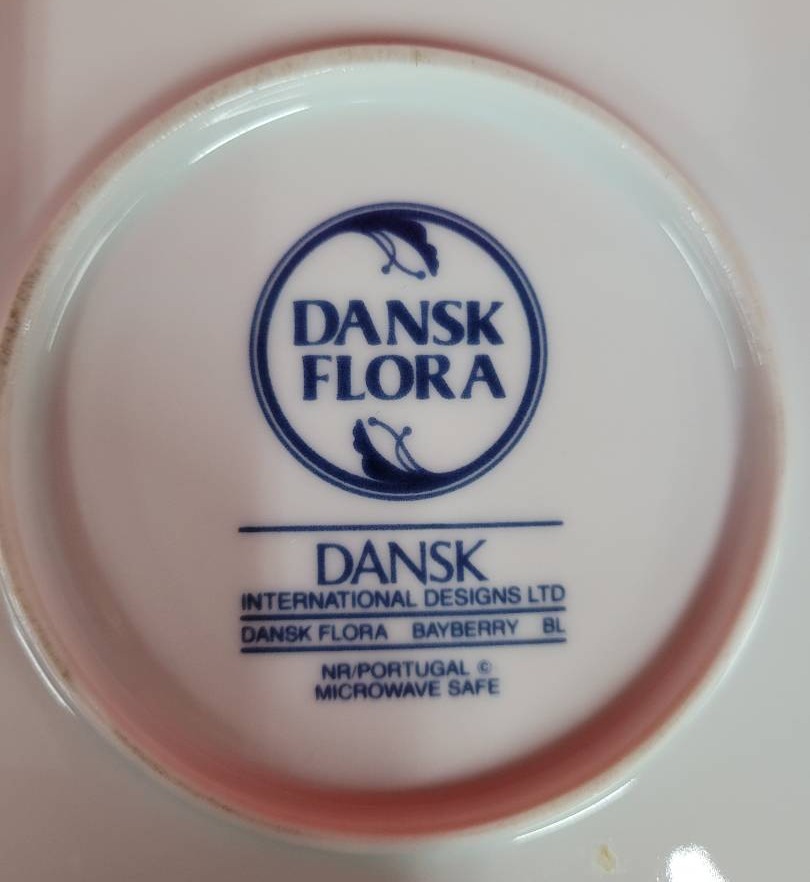 DANSK
FLORA
DANSK
INTERNATIONAL DESIGNS LTD
DANSK FLORA BAYBERRY BL
NR/PORTUGAL ©
MICROWAVE SAFE